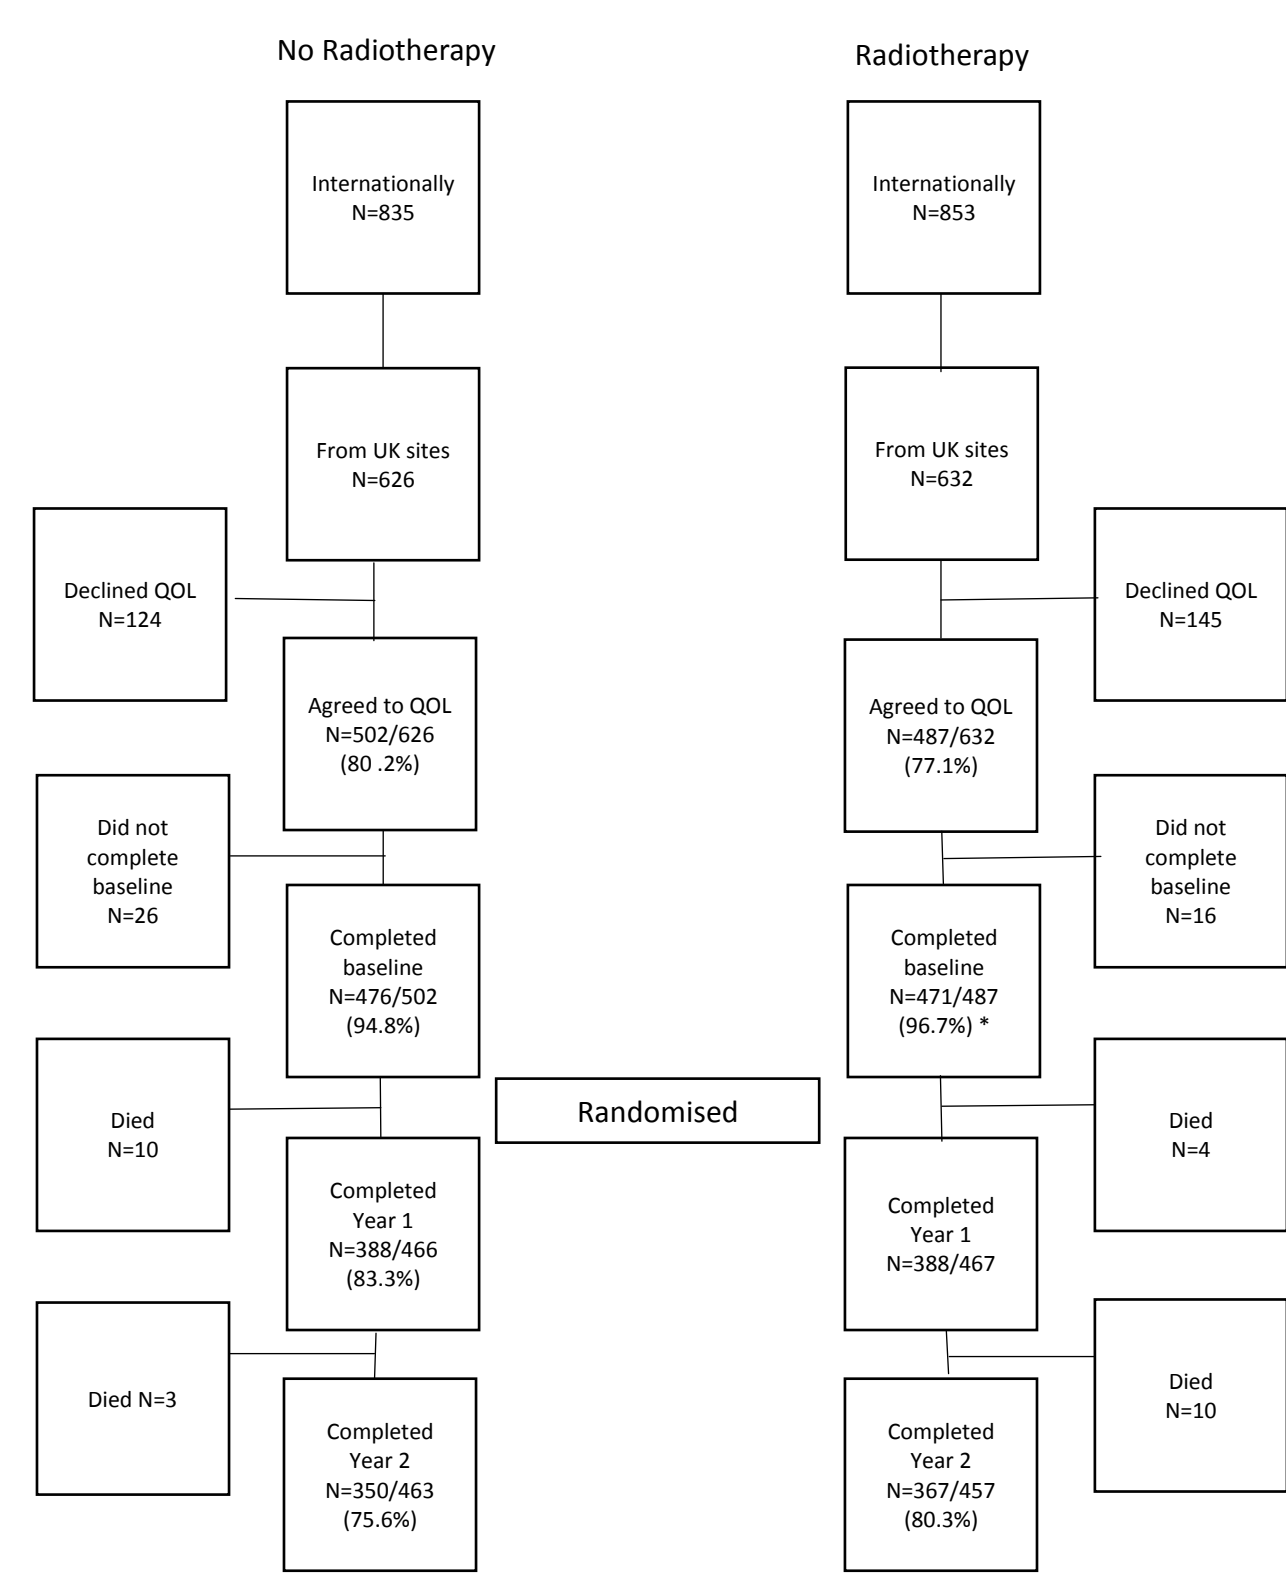 No Radiotherapy
Radiotherapy
Internationally
N=835
Internationally
N=853
From UK sites
N=626
From UK sites
N=632
Declined QOL
N=124
Declined QOL
N=145
Agreed to QOL
N=502/626
(80 .2%)
Agreed to QOL
N=487/632
(77.1%)
Did not
complete
baseline
N=26
Did not
complete
baseline
N=16
Completed
baseline
N=476/502
(94.8%)
Completed
baseline
N=471/487
(96.7%) *
Randomised
Died
N=10
Died
N=4
Completed
Year 1
N=388/466
(83.3%)
Completed
Year 1
N=388/467
Died N=3
Died
N=10
Completed
Year 2
N=350/463
(75.6%)
Completed
Year 2
N=367/457
(80.3%)